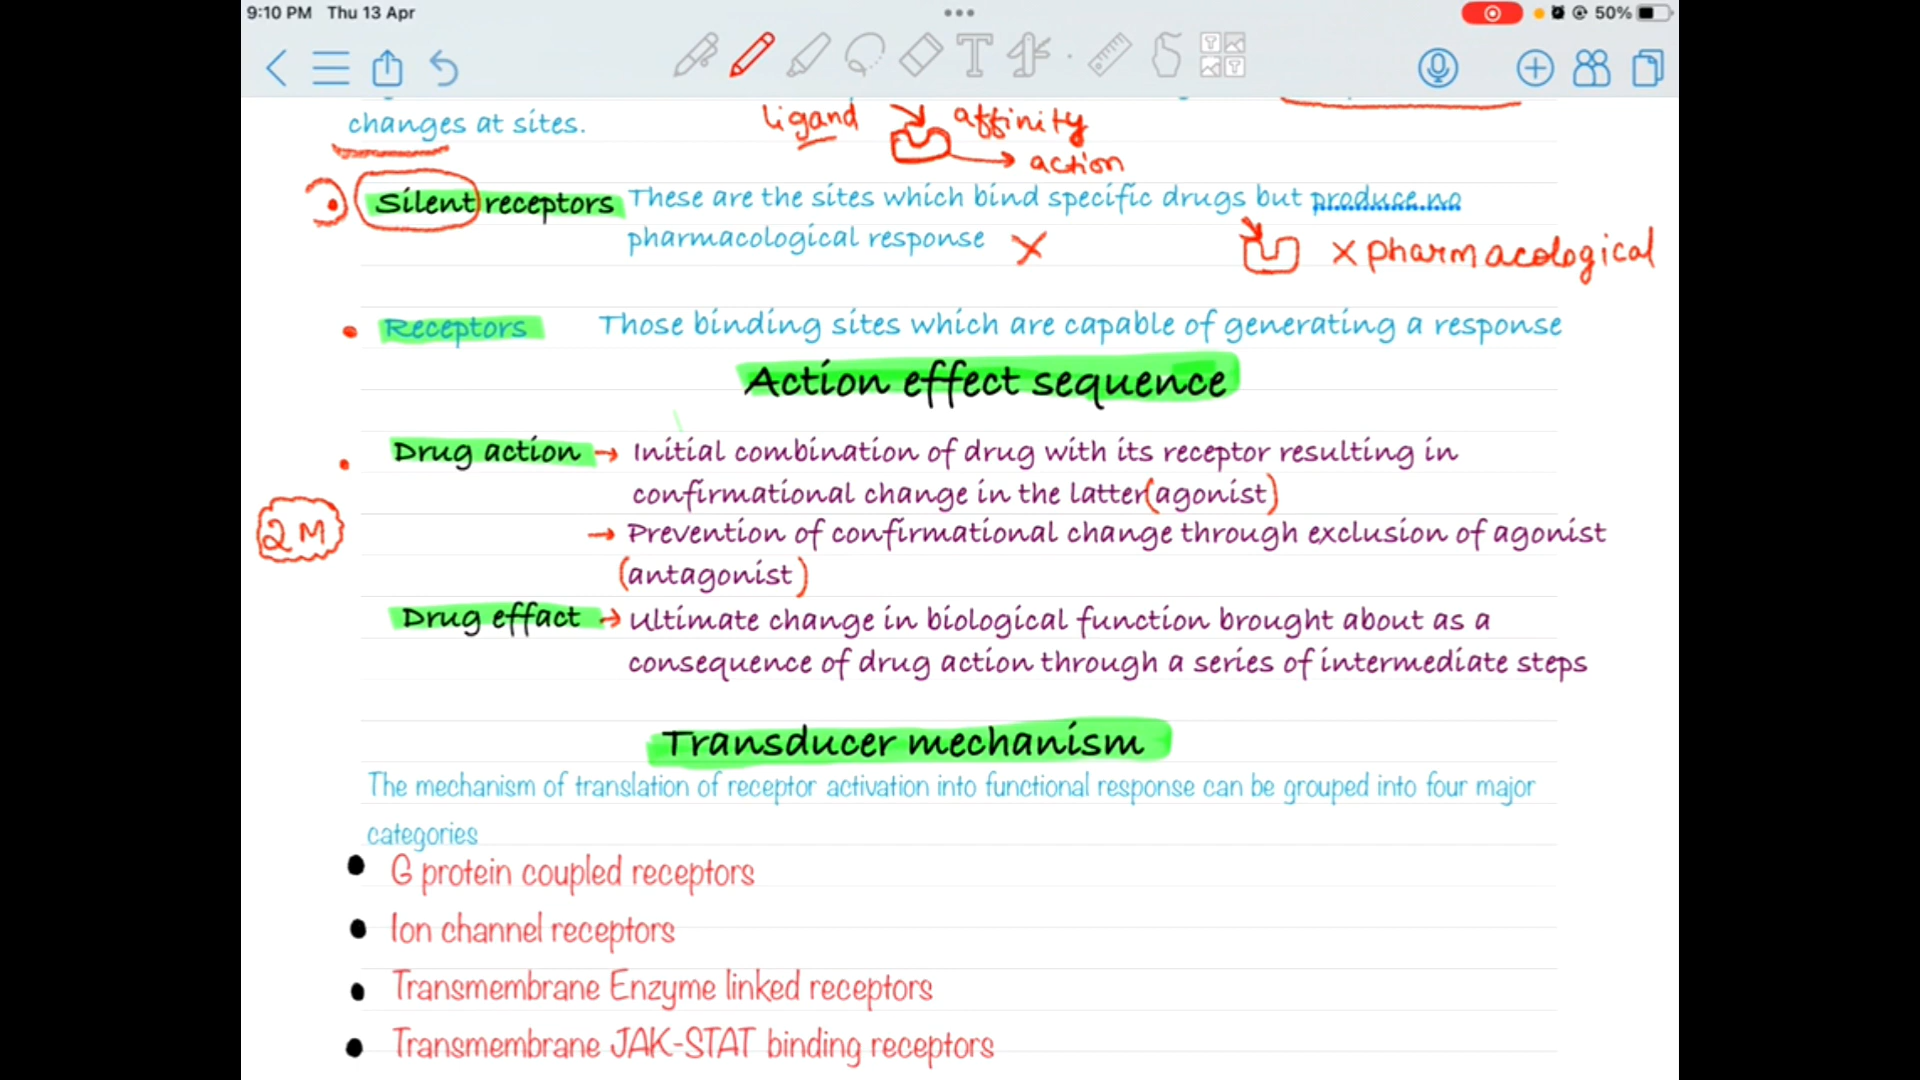 9:10 PM Thu 13 Apr
50%
changes at sites.
ligand
affinity
action
Silent receptors These are the sites which bind specific drugs but produce no
pharmacological response X
X pharmacological
Receptors Those binding sites which are capable of generating a response
Action effect sequence
Drug action → Initial combination of drug with its receptor resulting in
confirmational change in the latter(agonist)
→ Prevention of confirmational change through exclusion of agonist
2M
(antagonist)
Drug effact → ultimate change in biological function brought about as a
consequence of drug action through a series of intermediate steps
Transducer mechanism
The mechanism of translation of receptor activation into functional response can be grouped into four major
categories
• G protein coupled receptors
• Ion channel receptors
• Transmembrane Enzyme linked receptors
• Transmembrane JAK-STAT binding receptors